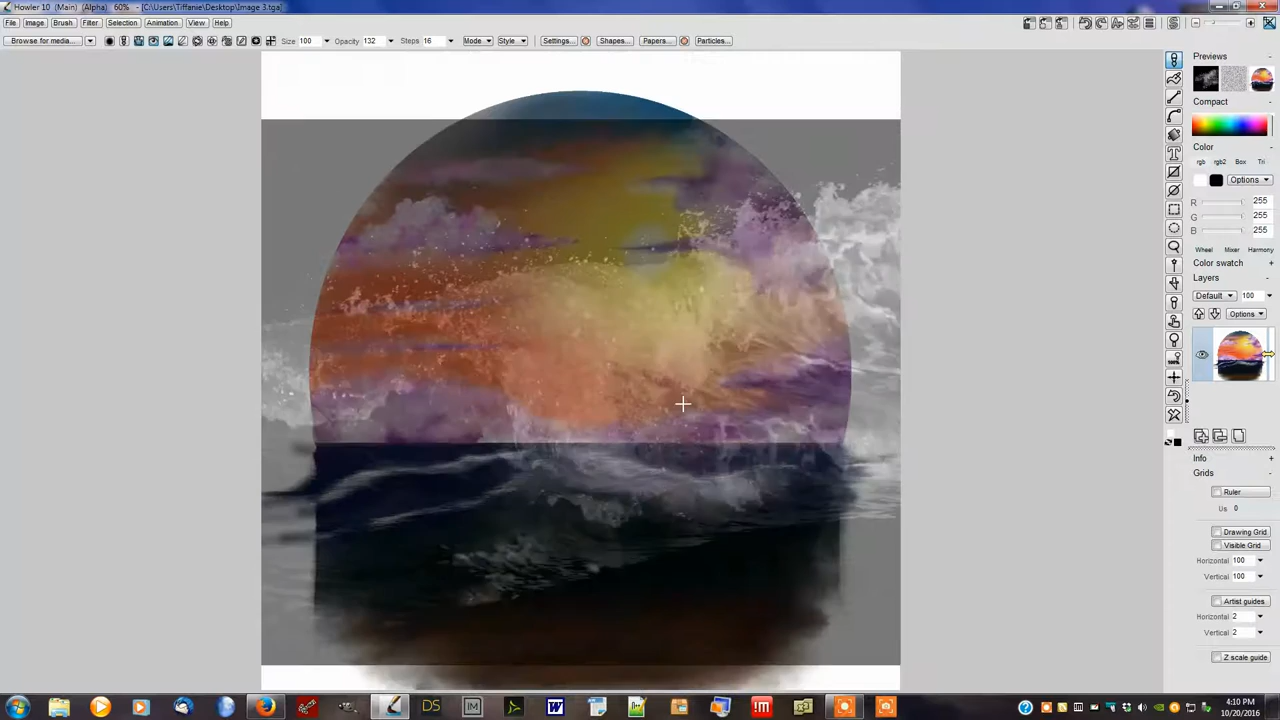 Howler 10 (Main) (Alpha) 60% - [C:\Users\Tiffanie\Desktop\Image 3.tga]
File Image Brush Filter Selection Animation View Help
Browse for media... Size 100 Opacity 132 Steps 16 Mode Style Settings... Shapes... Papers... Particles...
Previews -
Compact
Color -
rgb rgb2 Box Tri
Options
R 255
G 255
B 255
Wheel Mixer Harmony
Color swatch +
Layers -
Default 100
Options
Info +
Grids -
Ruler
Us 0
Drawing Grid
Visible Grid
Horizontal 100
Vertical 100
Artist guides
Horizontal 2
Vertical 2
Z scale guide
DS IM W !m
4:10 PM
10/20/2016